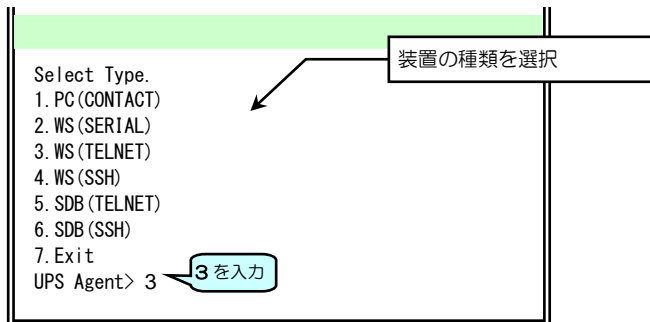 装置の種類を選択
Select Type.
1. PC(CONTACT)
2. WS(SERIAL)
3. WS(TELNET)
4. WS(SSH)
5. SDB(TELNET)
6. SDB(SSH)
7. Exit
UPS Agent> 3
3を入力